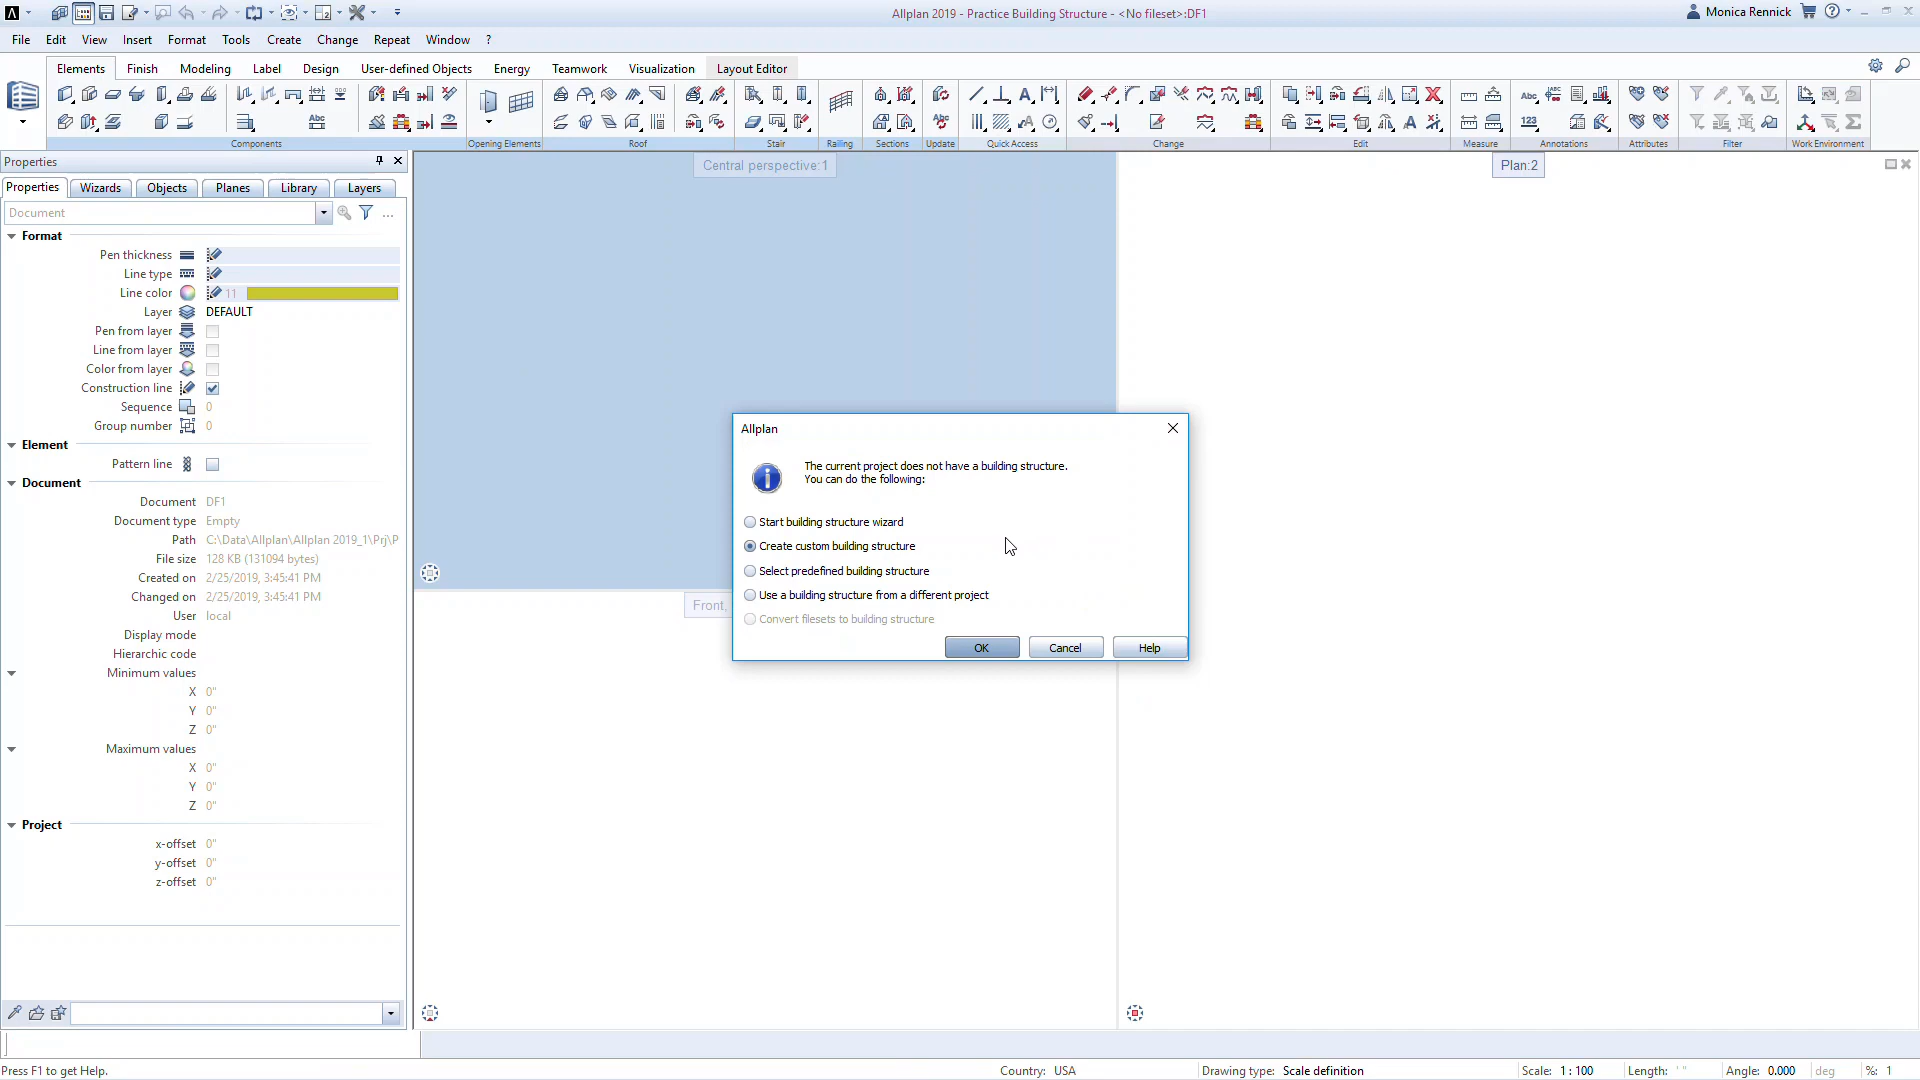 Allplan 2019 - Practice Building Structure - <No fileset>:DF1
Monica Rennick
File Edit View Insert Format Tools Create Change Repeat Window ?
Elements Finish Modeling Label Design User-defined Objects Energy Teamwork Visualization Layout Editor
Components Opening Elements Roof Stair Railing Sections Update Quick Access Change Edit Measure Annotations Attributes Filter Work Environment
Properties
Properties Wizards Objects Planes Library Layers
Document
Format
Pen thickness
Line type
Line color 11
Layer DEFAULT
Pen from layer
Line from layer
Color from layer
Construction line
Sequence 0
Group number 0
Element
Pattern line
Document
Document DF1
Document type Empty
Path C:\Data\Allplan\Allplan 2019_1\Prj\P
File size 128 KB (131094 bytes)
Created on 2/25/2019, 3:45:41 PM
Changed on 2/25/2019, 3:45:41 PM
User local
Display mode
Hierarchic code
Minimum values
X 0"
Y 0"
Z 0"
Maximum values
X 0"
Y 0"
Z 0"
Project
x-offset 0"
y-offset 0"
z-offset 0"
Central perspective:1
Plan:2
Front,
Allplan
The current project does not have a building structure.
You can do the following:
Start building structure wizard
Create custom building structure
Select predefined building structure
Use a building structure from a different project
Convert filesets to building structure
OK Cancel Help
Press F1 to get Help.
Country: USA
Drawing type: Scale definition
Scale: 1 : 100
Length: ' "
Angle: 0.000 deg
%: 1